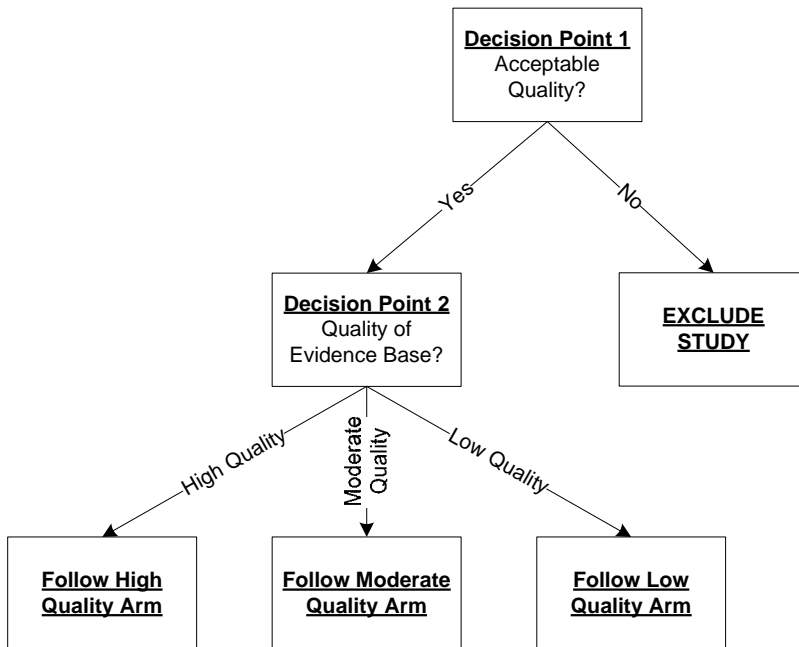 Decision Point 1
Acceptable
Quality?
Yes
No
Decision Point 2
Quality of
Evidence Base?
EXCLUDE
STUDY
High Quality
Moderate
Quality
Low Quality
Follow High
Quality Arm
Follow Moderate
Quality Arm
Follow Low
Quality Arm